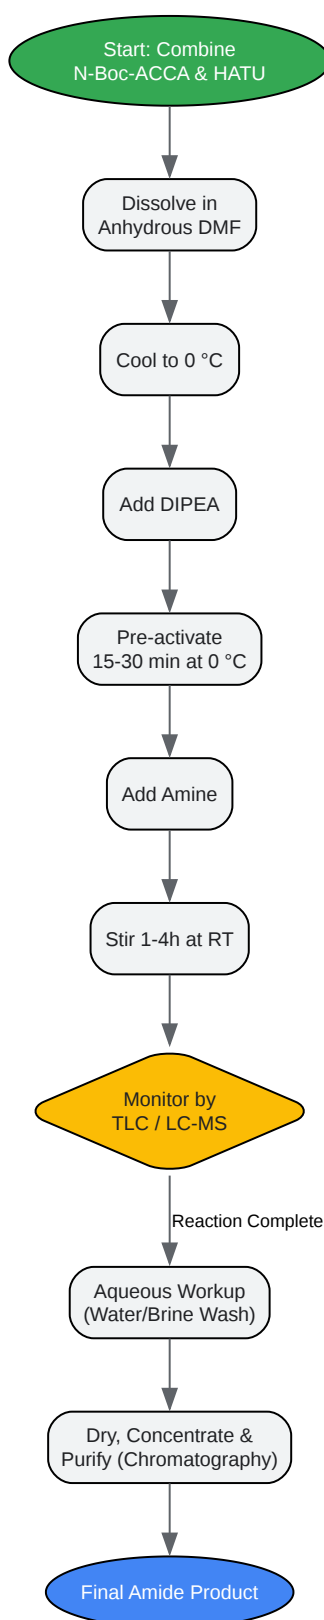 Start: Combine
N-Boc-ACCA & HATU
Dissolve in
Anhydrous DMF
Cool to 0 °C
Add DIPEA
Pre-activate
15-30 min at 0 °C
Add Amine
Stir 1-4h at RT
Monitor by
TLC / LC-MS
Reaction Complete
Aqueous Workup
(Water/Brine Wash)
Dry, Concentrate &
Purify (Chromatography)
Final Amide Product